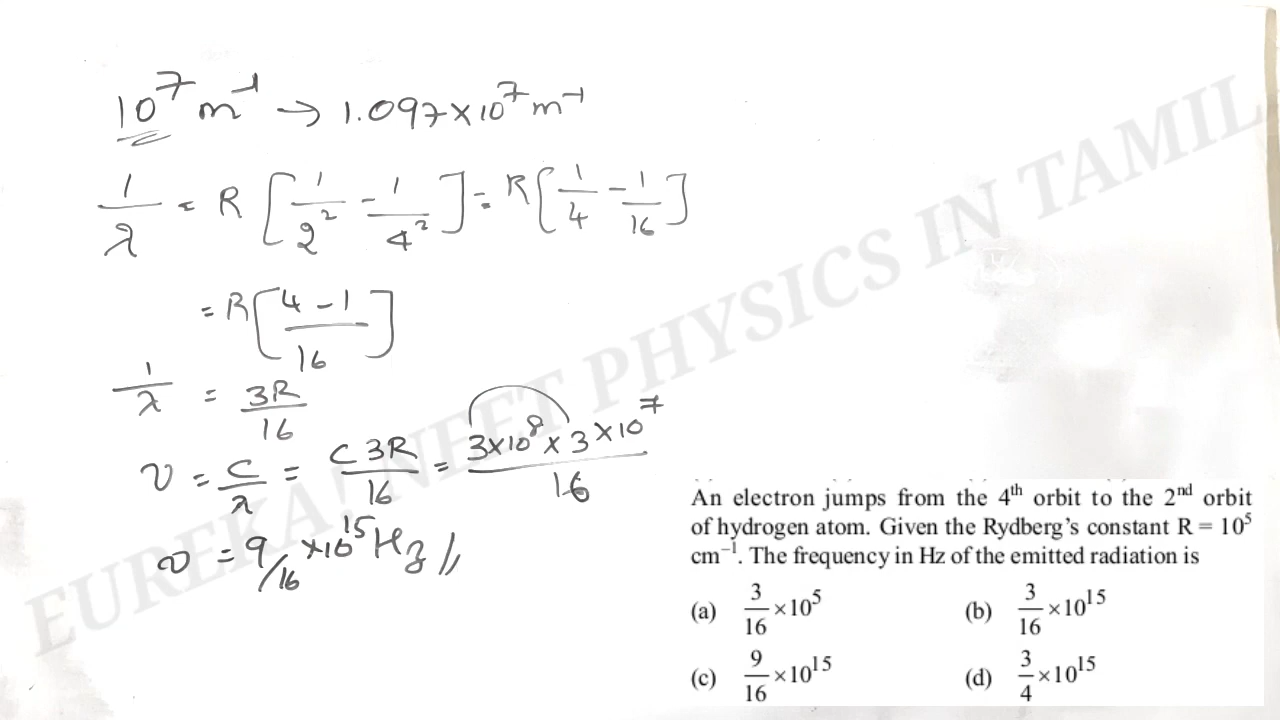 10⁷ m⁻¹ → 1.097×10⁷ m⁻¹
1/λ = R [1/2² - 1/4²] = R[1/4 - 1/16]
= R[4-1/16]
1/λ = 3R/16
ν = C/λ = C3R/16 = 3×10⁸ × 3×10⁷/16
ν = 9/16 ×10¹⁵ Hz //
An electron jumps from the 4th orbit to the 2nd orbit
of hydrogen atom. Given the Rydberg's constant R = 10⁵
cm⁻¹. The frequency in Hz of the emitted radiation is
(a) 3/16 ×10⁵ (b) 3/16 ×10¹⁵
(c) 9/16 ×10¹⁵ (d) 3/4 ×10¹⁵
EUREKA! NEET PHYSICS IN TAMIL